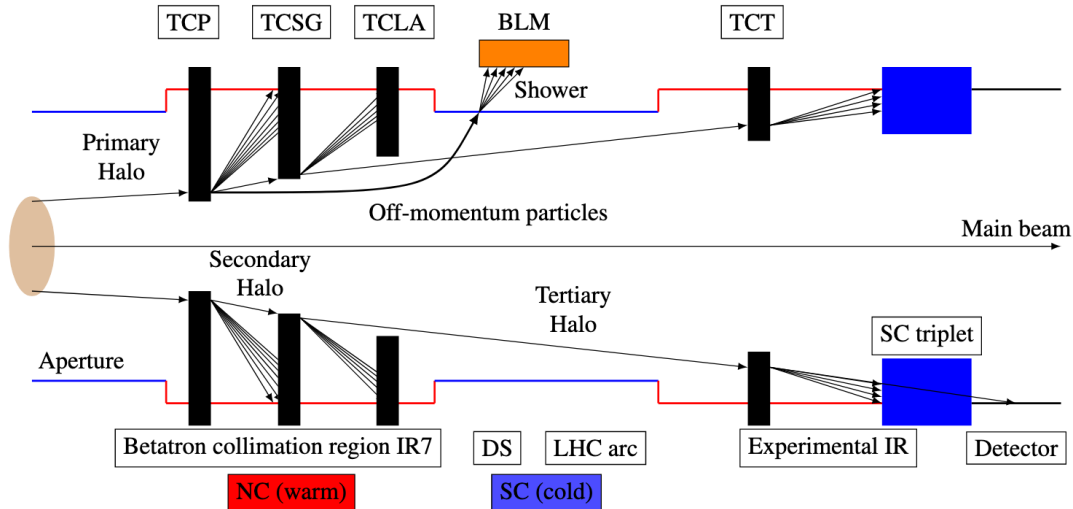 TCP TCSG TCLA BLM TCT
Shower
Primary
Halo
Off-momentum particles
Main beam
Secondary
Halo
Tertiary
Halo
SC triplet
Aperture
Betatron collimation region IR7 DS LHC arc Experimental IR Detector
NC (warm) SC (cold)